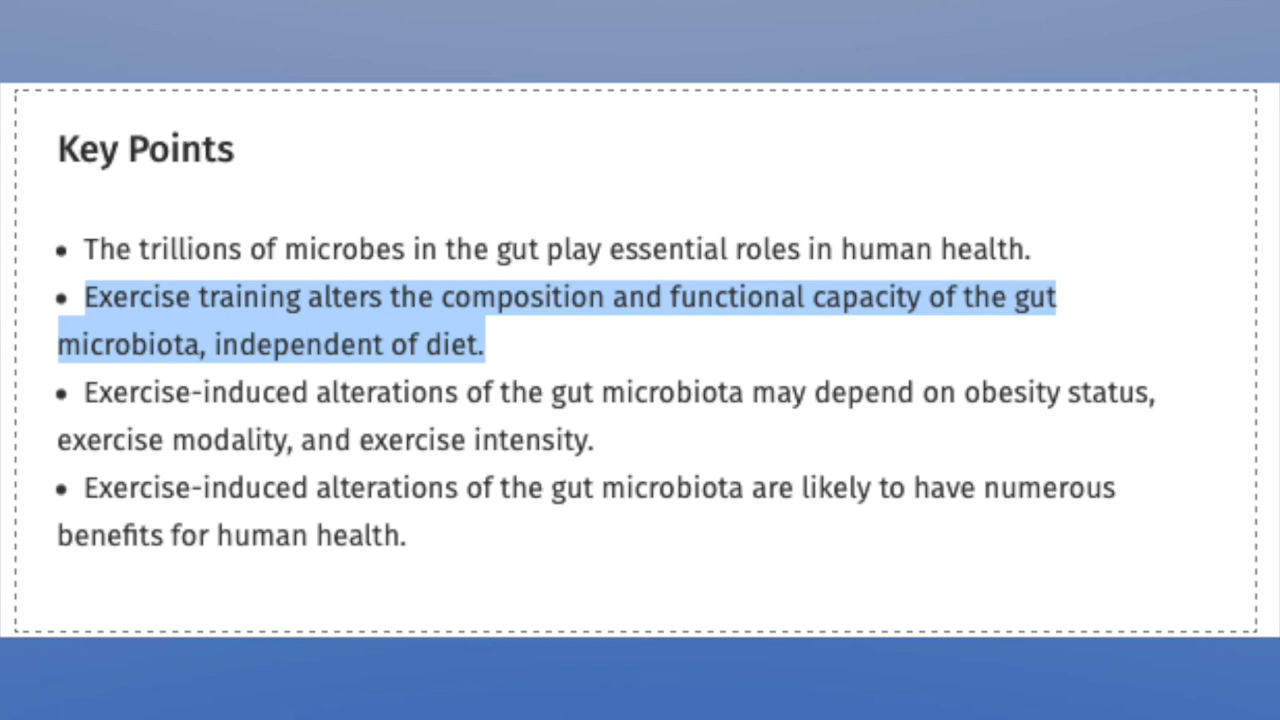 Key Points
• The trillions of microbes in the gut play essential roles in human health.
• Exercise training alters the composition and functional capacity of the gut
microbiota, independent of diet.
• Exercise-induced alterations of the gut microbiota may depend on obesity status,
exercise modality, and exercise intensity.
• Exercise-induced alterations of the gut microbiota are likely to have numerous
benefits for human health.